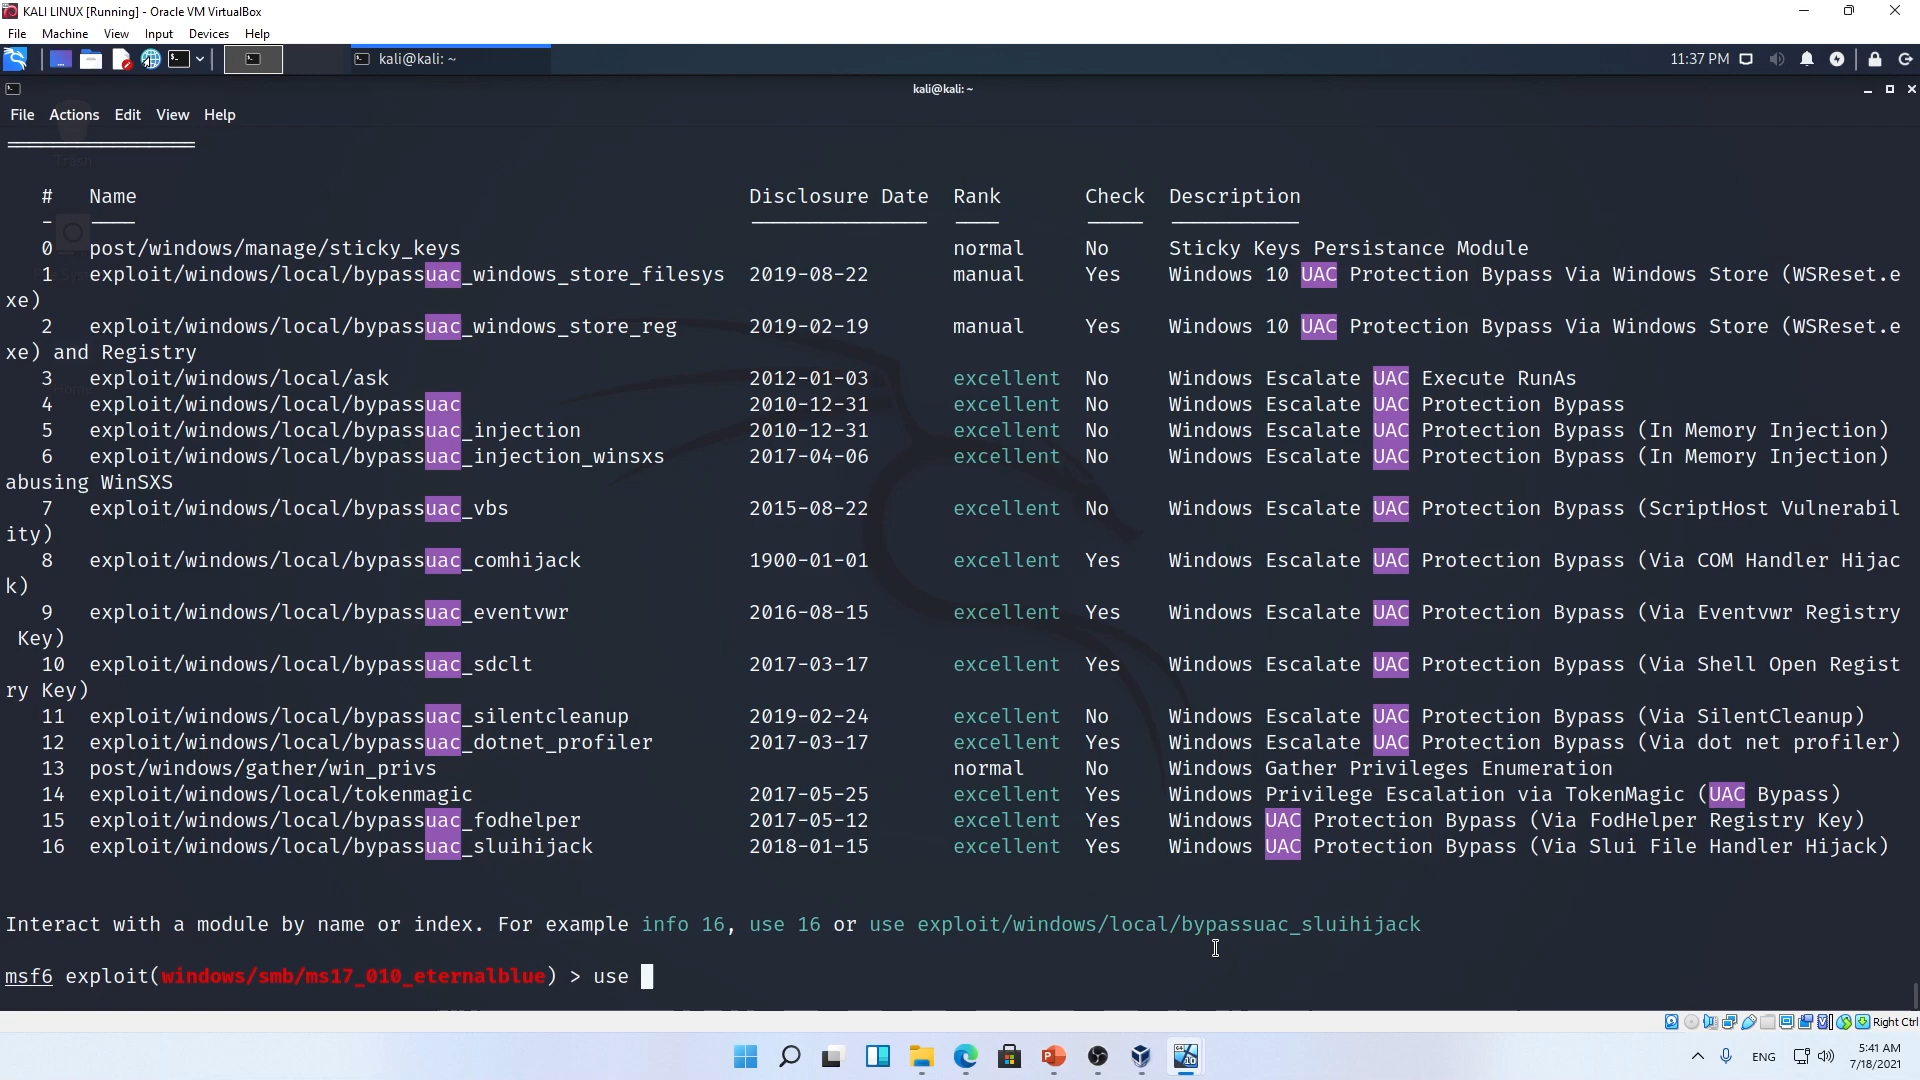 KALI LINUX [Running] - Oracle VM VirtualBox
File Machine View Input Devices Help
kali@kali: ~ 11:37 PM
kali@kali: ~
File Actions Edit View Help
Trash
# Name Disclosure Date Rank Check Description
0 post/windows/manage/sticky_keys normal No Sticky Keys Persistance Module
1 exploit/windows/local/bypassuac_windows_store_filesys 2019-08-22 manual Yes Windows 10 UAC Protection Bypass Via Windows Store (WSReset.e
xe)
2 exploit/windows/local/bypassuac_windows_store_reg 2019-02-19 manual Yes Windows 10 UAC Protection Bypass Via Windows Store (WSReset.e
xe) and Registry
3 exploit/windows/local/ask 2012-01-03 excellent No Windows Escalate UAC Execute RunAs
4 exploit/windows/local/bypassuac 2010-12-31 excellent No Windows Escalate UAC Protection Bypass
5 exploit/windows/local/bypassuac_injection 2010-12-31 excellent No Windows Escalate UAC Protection Bypass (In Memory Injection)
6 exploit/windows/local/bypassuac_injection_winsxs 2017-04-06 excellent No Windows Escalate UAC Protection Bypass (In Memory Injection)
abusing WinSXS
7 exploit/windows/local/bypassuac_vbs 2015-08-22 excellent No Windows Escalate UAC Protection Bypass (ScriptHost Vulnerabil
ity)
8 exploit/windows/local/bypassuac_comhijack 1900-01-01 excellent Yes Windows Escalate UAC Protection Bypass (Via COM Handler Hijac
k)
9 exploit/windows/local/bypassuac_eventvwr 2016-08-15 excellent Yes Windows Escalate UAC Protection Bypass (Via Eventvwr Registry
Key)
10 exploit/windows/local/bypassuac_sdclt 2017-03-17 excellent Yes Windows Escalate UAC Protection Bypass (Via Shell Open Regist
ry Key)
11 exploit/windows/local/bypassuac_silentcleanup 2019-02-24 excellent No Windows Escalate UAC Protection Bypass (Via SilentCleanup)
12 exploit/windows/local/bypassuac_dotnet_profiler 2017-03-17 excellent Yes Windows Escalate UAC Protection Bypass (Via dot net profiler)
13 post/windows/gather/win_privs normal No Windows Gather Privileges Enumeration
14 exploit/windows/local/tokenmagic 2017-05-25 excellent Yes Windows Privilege Escalation via TokenMagic (UAC Bypass)
15 exploit/windows/local/bypassuac_fodhelper 2017-05-12 excellent Yes Windows UAC Protection Bypass (Via FodHelper Registry Key)
16 exploit/windows/local/bypassuac_sluihijack 2018-01-15 excellent Yes Windows UAC Protection Bypass (Via Slui File Handler Hijack)
Interact with a module by name or index. For example info 16, use 16 or use exploit/windows/local/bypassuac_sluihijack
msf6 exploit(windows/smb/ms17_010_eternalblue) > use
Right Ctrl
ENG 5:41 AM
7/18/2021